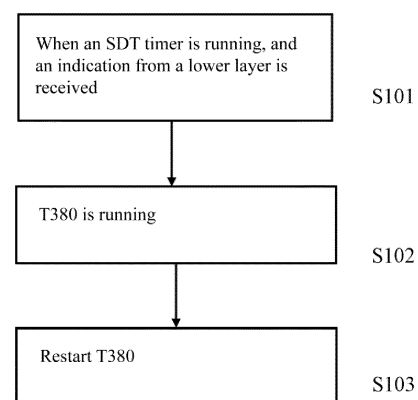 When an SDT timer is running, and
an indication from a lower layer is
received
S101
T380 is running
S102
Restart T380
S103